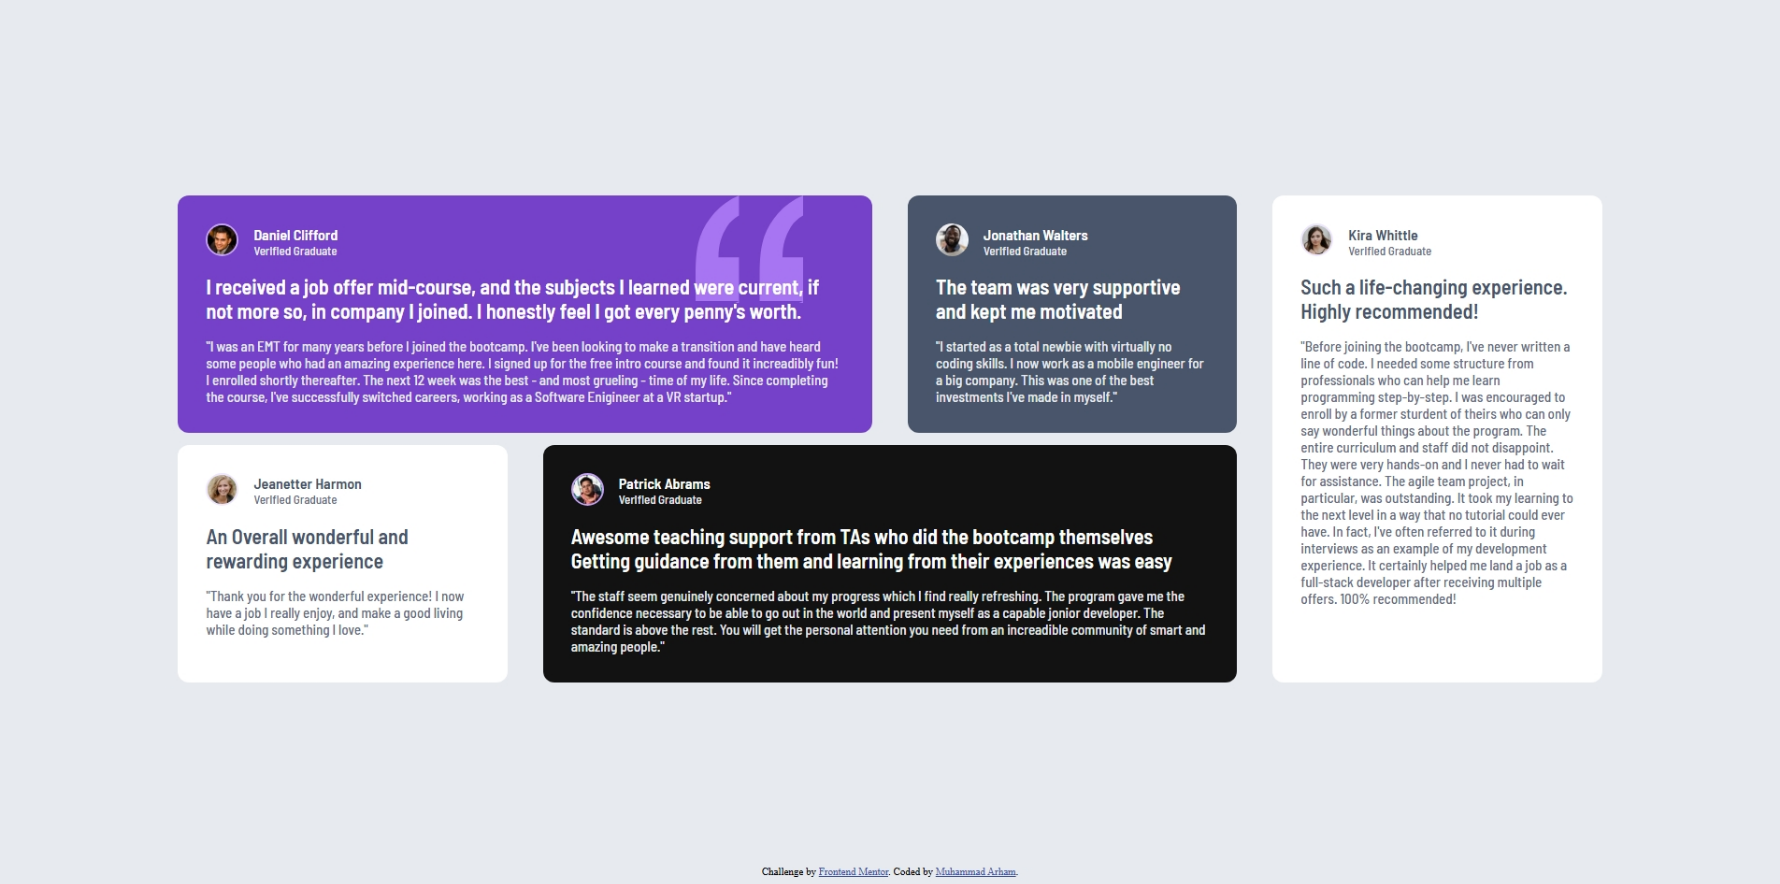 Daniel Clifford
Verified Graduate
I received a job offer mid-course, and the subjects I learned were current, if
not more so, in company I joined. I honestly feel I got every penny's worth.
"I was an EMT for many years before I joined the bootcamp. I've been looking to make a transition and have heard
some people who had an amazing experience here. I signed up for the free intro course and found it increadibly fun!
I enrolled shortly thereafter. The next 12 week was the best - and most grueling - time of my life. Since completing
the course, I've successfully switched careers, working as a Software Enigineer at a VR startup."
Jonathan Walters
Verified Graduate
The team was very supportive
and kept me motivated
"I started as a total newbie with virtually no
coding skills. I now work as a mobile engineer for
a big company. This was one of the best
investments I've made in myself."
Kira Whittle
Verified Graduate
Such a life-changing experience.
Highly recommended!
"Before joining the bootcamp, I've never written a
line of code. I needed some structure from
professionals who can help me learn
programming step-by-step. I was encouraged to
enroll by a former sturdent of theirs who can only
say wonderful things about the program. The
entire curriculum and staff did not disappoint.
They were very hands-on and I never had to wait
for assistance. The agile team project, in
particular, was outstanding. It took my learning to
the next level in a way that no tutorial could ever
have. In fact, I've often referred to it during
interviews as an example of my development
experience. It certainly helped me land a job as a
full-stack developer after receiving multiple
offers. 100% recommended!
Jeanetter Harmon
Verified Graduate
An Overall wonderful and
rewarding experience
"Thank you for the wonderful experience! I now
have a job I really enjoy, and make a good living
while doing something I love."
Patrick Abrams
Verified Graduate
Awesome teaching support from TAs who did the bootcamp themselves
Getting guidance from them and learning from their experiences was easy
"The staff seem genuinely concerned about my progress which I find really refreshing. The program gave me the
confidence necessary to be able to go out in the world and present myself as a capable jonior developer. The
standard is above the rest. You will get the personal attention you need from an increadible community of smart and
amazing people."
Challenge by Frontend Mentor. Coded by Muhammad Arham.